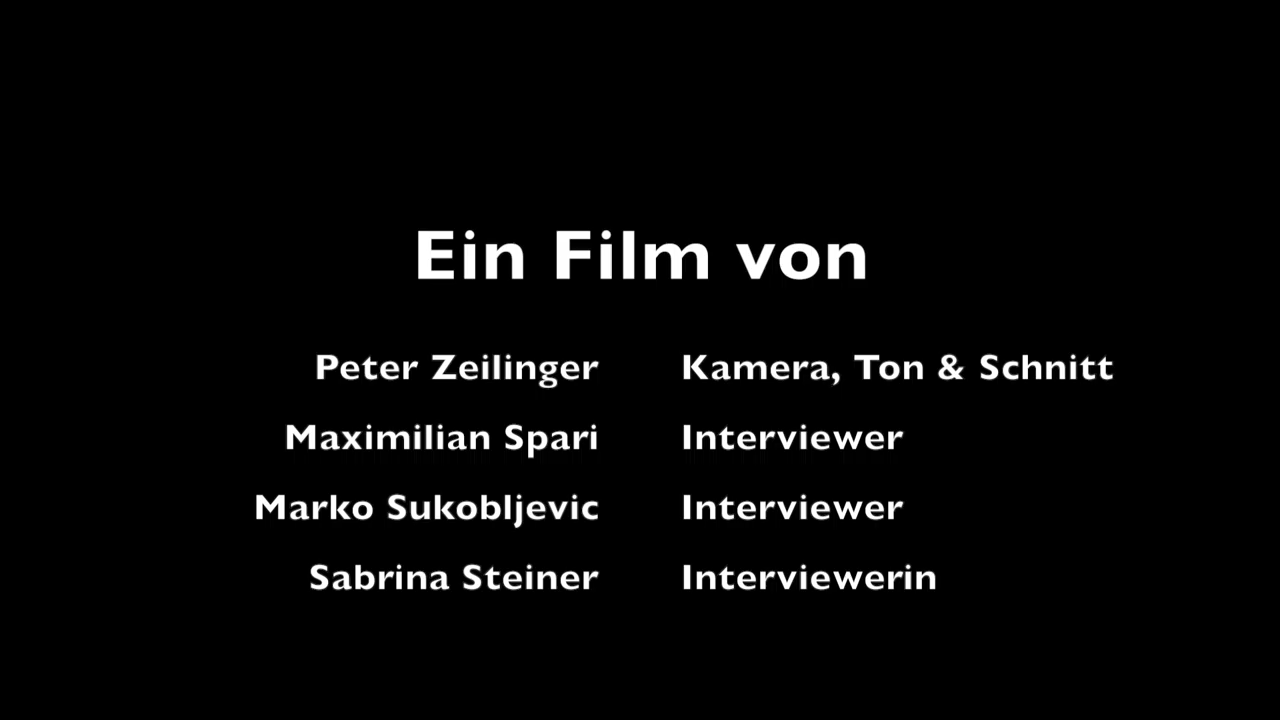 Ein Film von
Peter Zeilinger Kamera, Ton & Schnitt
Maximilian Spari Interviewer
Marko Sukobljevic Interviewer
Sabrina Steiner Interviewerin